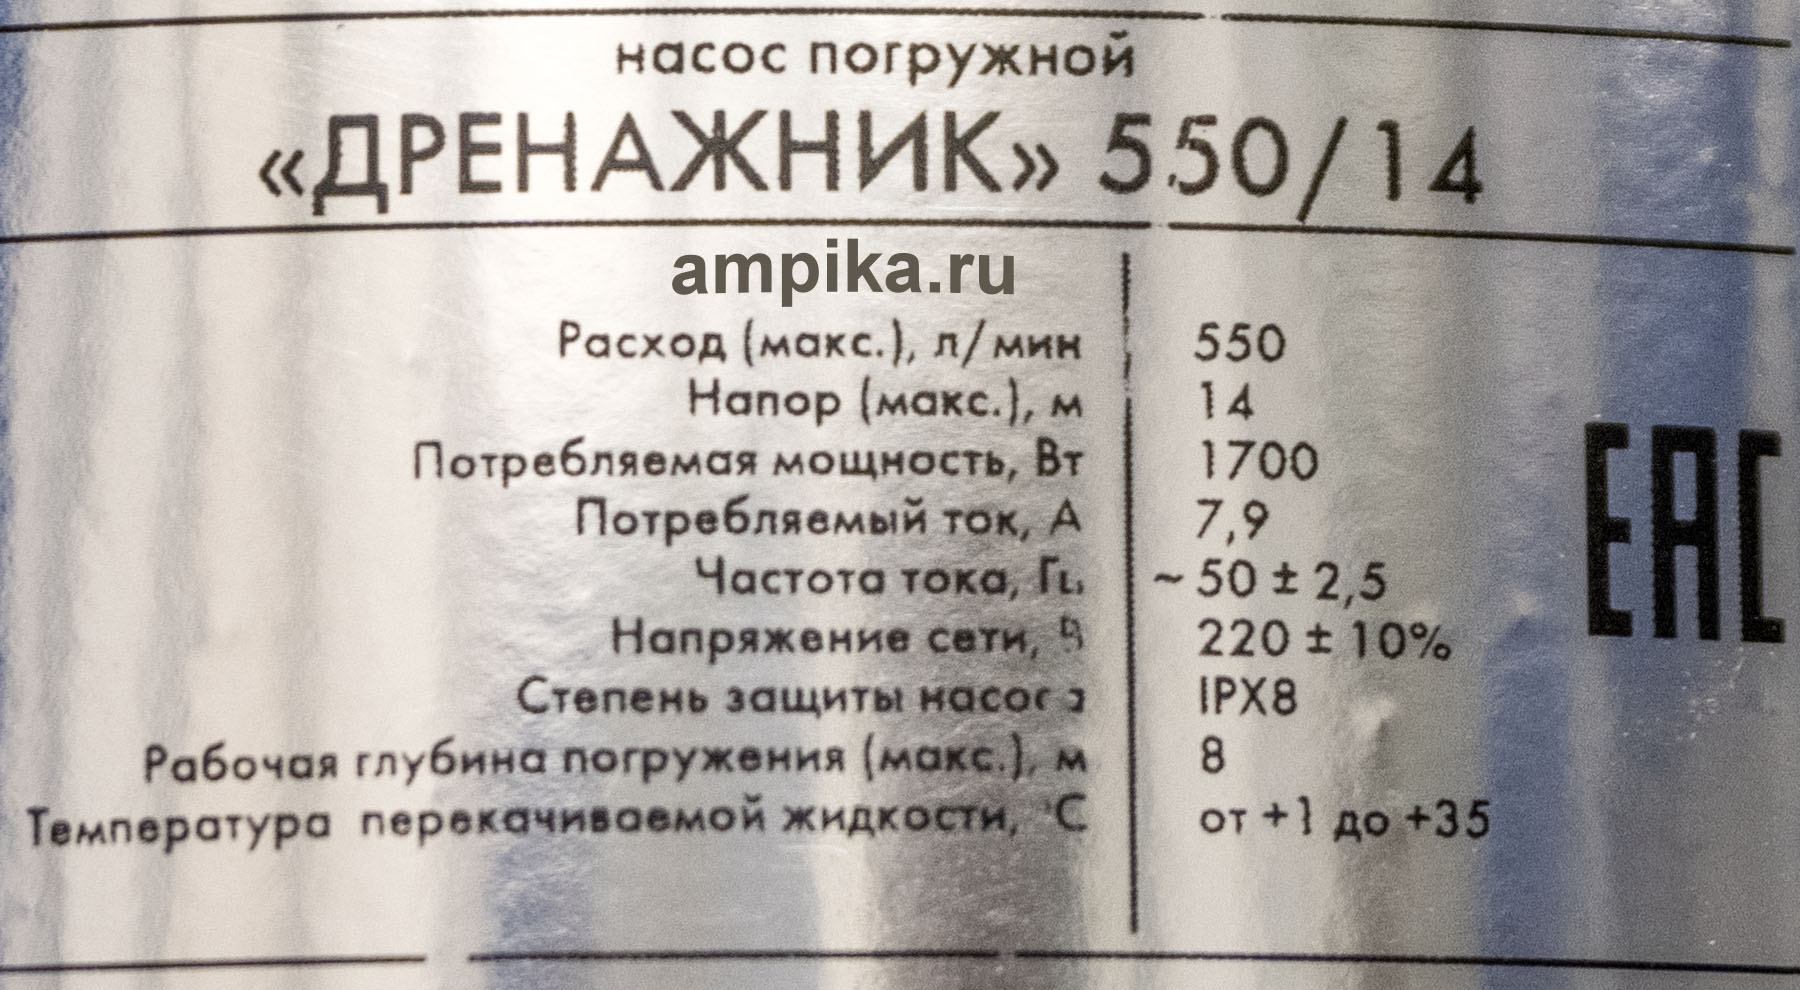 насос погружной
«ДРЕНАЖНИК» 550/14
ampika.ru
Расход (макс.), л/мин 550
Напор (макс.), м 14
Потребляемая мощность, Вт 1700
Потребляемый ток, А 7,9
Частота тока, Гц ~50 ± 2,5
Напряжение сети, В 220 ± 10%
Степень защиты насоса IPX8
Рабочая глубина погружения (макс.), м 8
Температура перекачиваемой жидкости, °С от +1 до +35
EAC